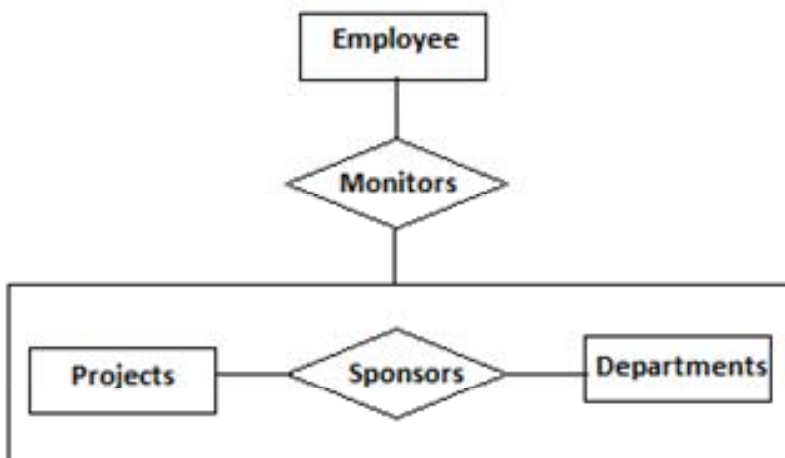 Employee
Monitors
Projects
Sponsors
Departments